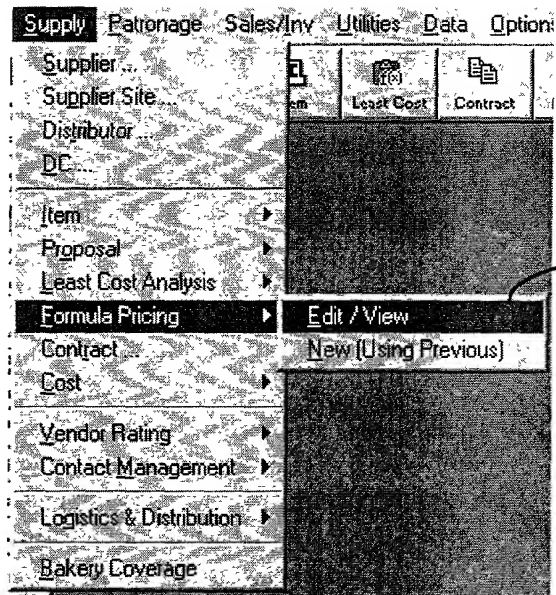 Supply Patronage Sales/Inv Utilities Data Options
Supplier ...
Supplier Site ...
Distributor ...
DC ...
Least Cost Contract
Item
Proposal
Least Cost Analysis
Formula Pricing
Edit / View
Contract ...
New (Using Previous)
Cost
Vendor Rating
Contact Management
Logistics & Distribution
Bakery Coverage